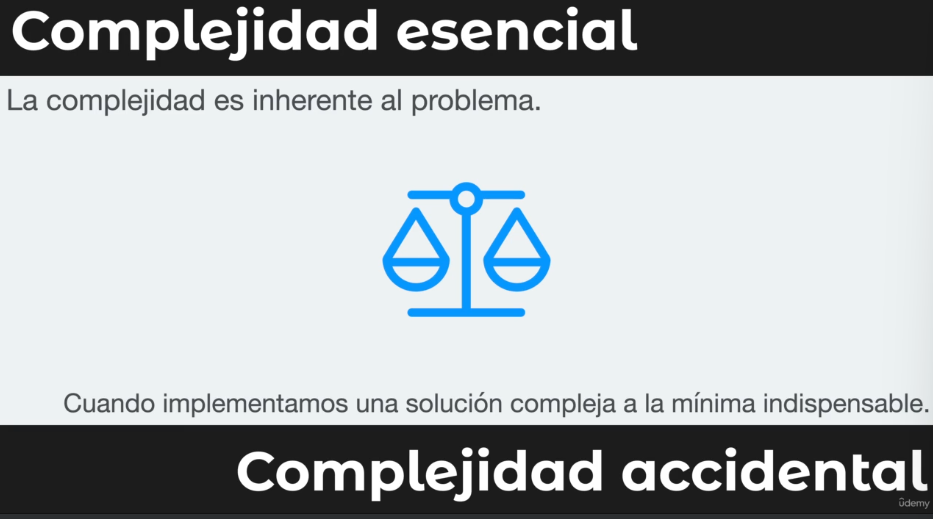 Complejidad esencial
La complejidad es inherente al problema.
Cuando implementamos una solución compleja a la mínima indispensable.
Complejidad accidental
ûdemy